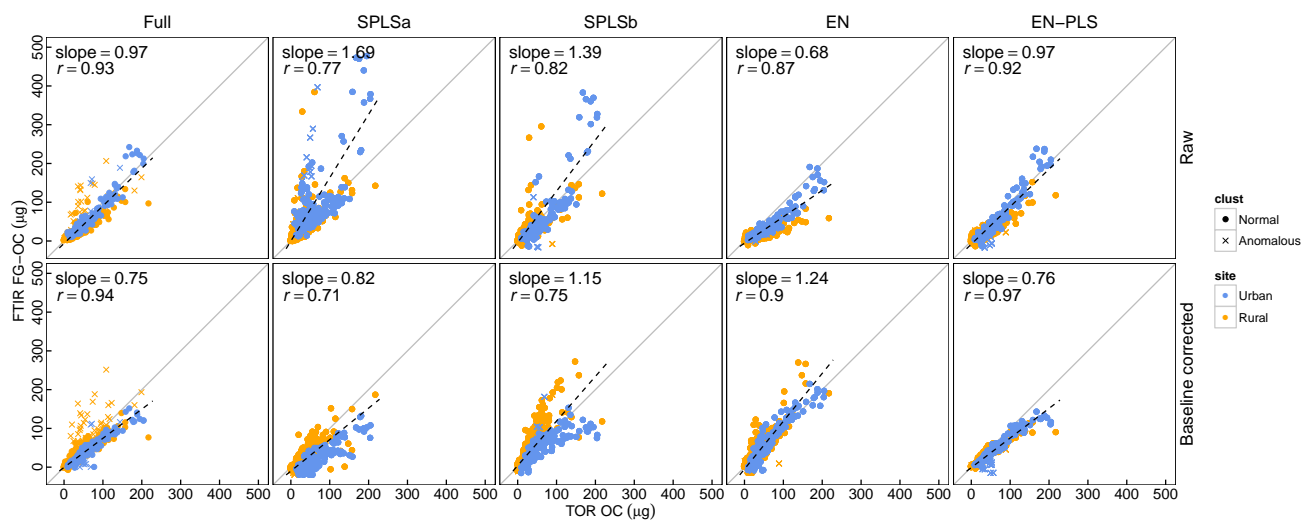 Full SPLSa SPLSb EN EN−PLS
slope = 0.97 slope = 1.69 slope = 1.39 slope = 0.68 slope = 0.97
r = 0.93 r = 0.77 r = 0.82 r = 0.87 r = 0.92
500
400
300
200
100
0
Raw
slope = 0.75 slope = 0.82 slope = 1.15 slope = 1.24 slope = 0.76
r = 0.94 r = 0.71 r = 0.75 r = 0.9 r = 0.97
500
400
300
200
100
0
Baseline corrected
FTIR FG−OC (μg)
0 100 200 300 400 500 0 100 200 300 400 500 0 100 200 300 400 500 0 100 200 300 400 500 0 100 200 300 400 500
TOR OC (μg)
clust
Normal
Anomalous
site
Urban
Rural